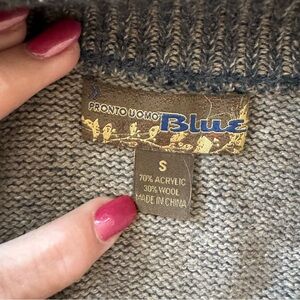 PRONTO UOMO Blue
S
70% ACRYLIC
30% WOOL
MADE IN CHINA